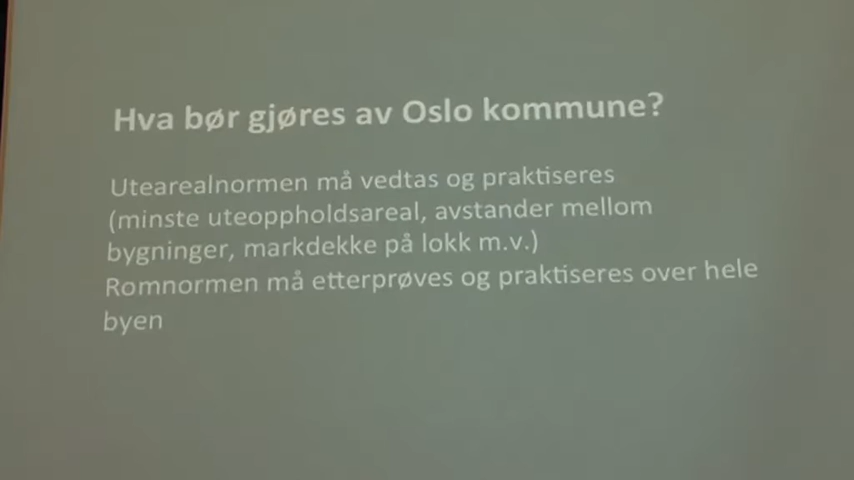 Hva bør gjøres av Oslo kommune?
Utearealnormen må vedtas og praktiseres
(minste uteoppholdsareal, avstander mellom
bygninger, markdekke på lokk m.v.)
Romnormen må etterprøves og praktiseres over hele
byen